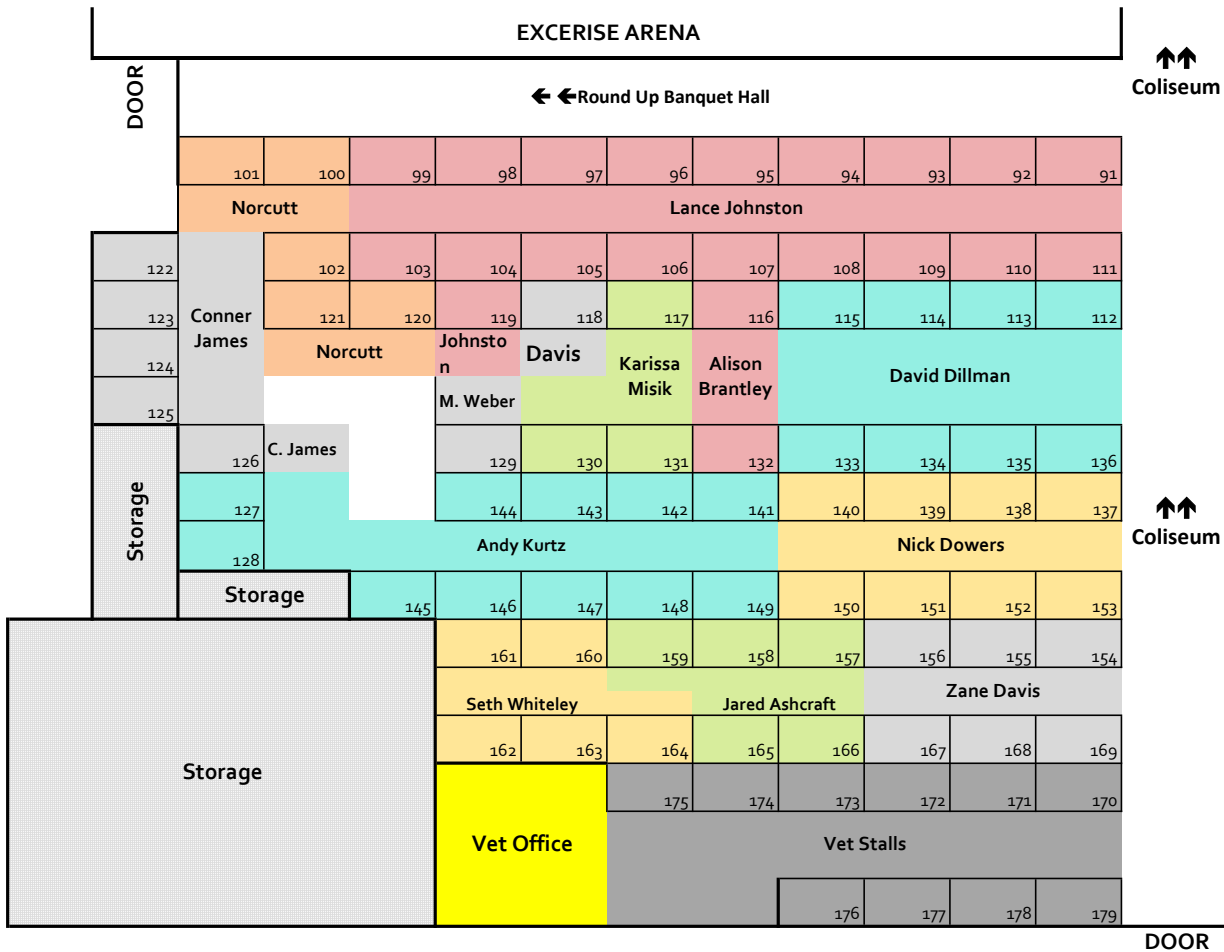 EXCERISE ARENA
DOOR
← ←Round Up Banquet Hall
↑↑
Coliseum
101 100 99 98 97 96 95 94 93 92 91
Norcutt Lance Johnston
122 102 103 104 105 106 107 108 109 110 111
123 121 120 119 118 117 116 115 114 113 112
Conner
James
124 Norcutt
Johnsto
n
Davis
Karissa
Misik
Alison
Brantley
David Dillman
125 M. Weber
126 C. James 129 130 131 132 133 134 135 136
Storage
127 144 143 142 141 140 139 138 137
↑↑
Coliseum
128 Andy Kurtz Nick Dowers
Storage 145 146 147 148 149 150 151 152 153
161 160 159 158 157 156 155 154
Seth Whiteley Jared Ashcraft Zane Davis
162 163 164 165 166 167 168 169
Storage
175 174 173 172 171 170
Vet Office Vet Stalls
176 177 178 179
DOOR